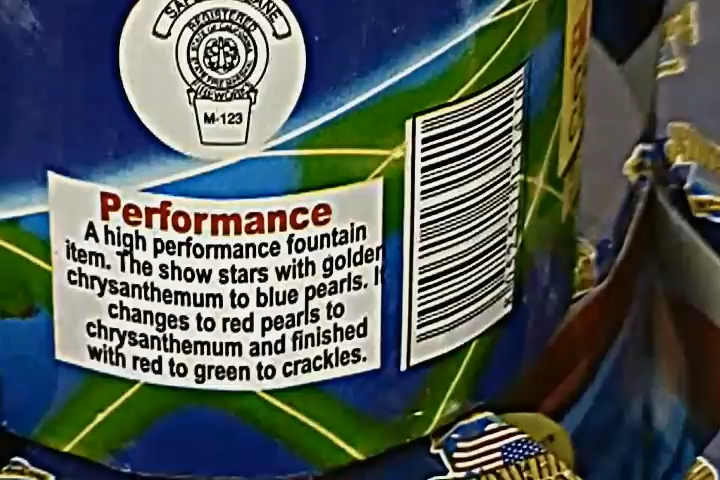 REGISTERED
M-123
Performance
A high performance fountain
item. The show stars with golden
chrysanthemum to blue pearls. It
changes to red pearls to
chrysanthemum and finished
with red to green to crackles.